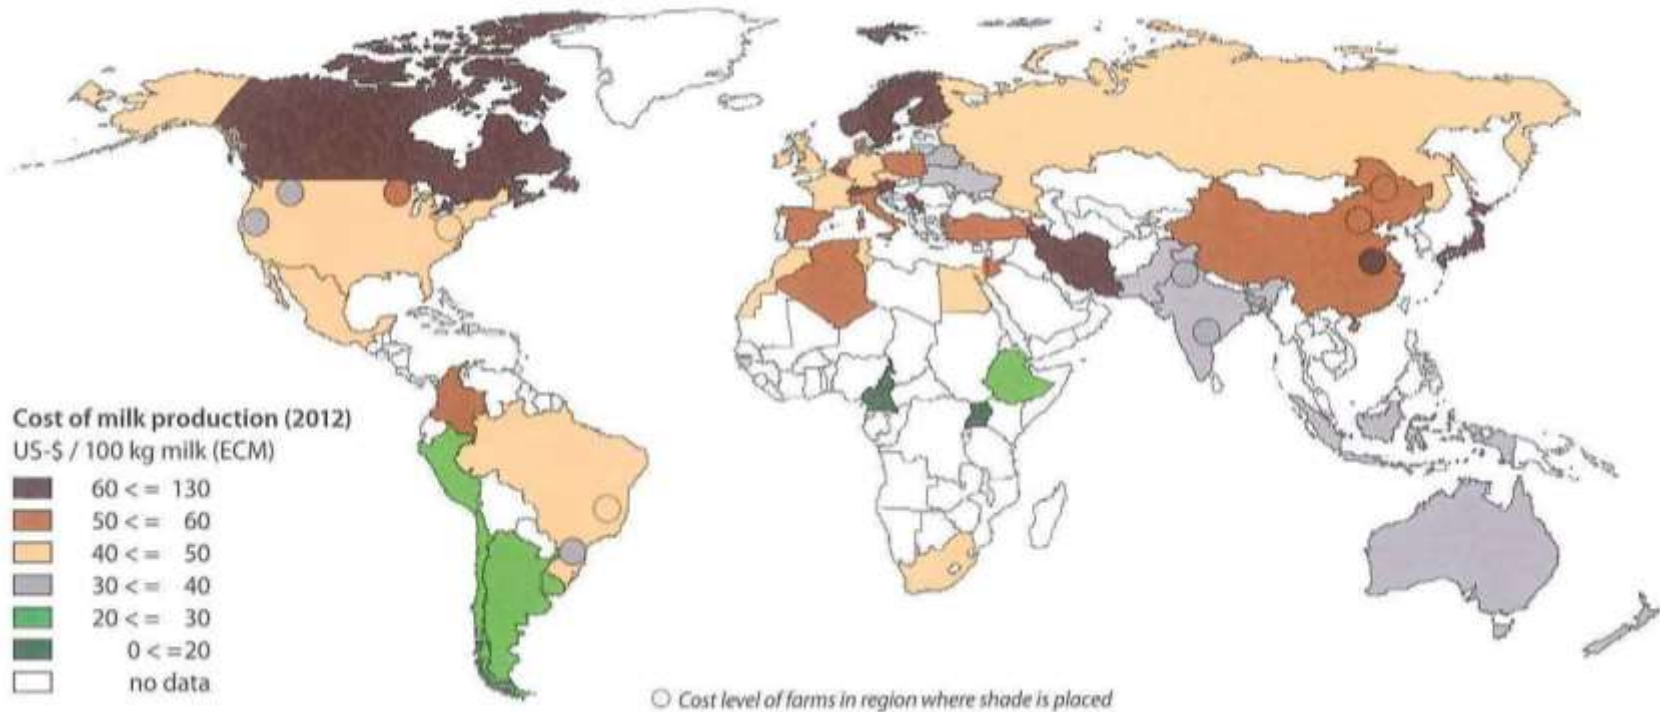 Cost of milk production (2012)
US-$ / 100 kg milk (ECM)
60 < = 130
50 < = 60
40 < = 50
30 < = 40
20 < = 30
0 < =20
no data
Cost level of farms in region where shade is placed